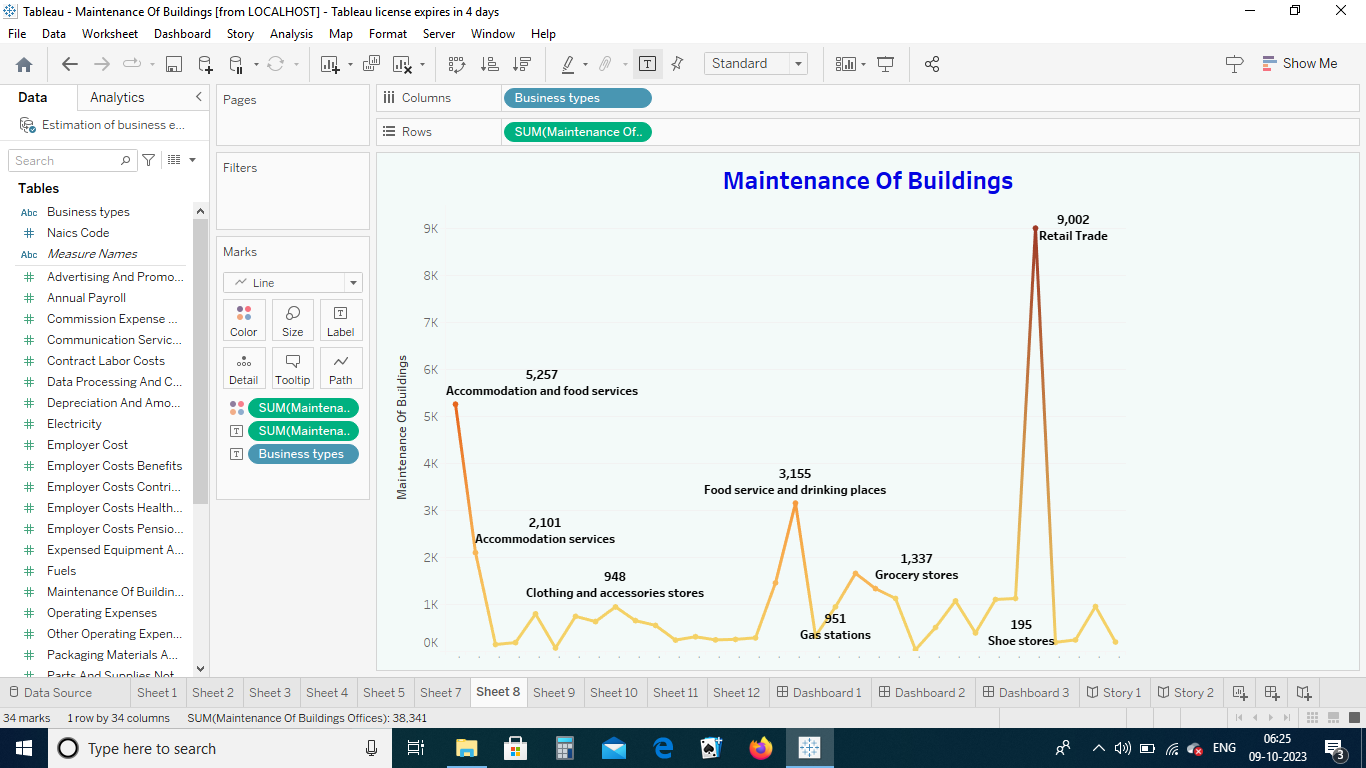 Tableau - Maintenance Of Buildings [from LOCALHOST] - Tableau license expires in 4 days
File Data Worksheet Dashboard Story Analysis Map Format Server Window Help
Standard
Show Me
Data Analytics
Estimation of business e...
Search
Tables
Abc Business types
# Naics Code
Abc Measure Names
# Advertising And Promo...
# Annual Payroll
# Commission Expense ...
# Communication Servic...
# Contract Labor Costs
# Data Processing And C...
# Depreciation And Amo...
# Electricity
# Employer Cost
# Employer Costs Benefits
# Employer Costs Contri...
# Employer Costs Health...
# Employer Costs Pensio...
# Expensed Equipment A...
# Fuels
# Maintenance Of Buildin...
# Operating Expenses
# Other Operating Expen...
# Packaging Materials A...
# Parts And Supplies Not
Pages
Filters
Marks
Line
Color Size Label
Detail Tooltip Path
SUM(Maintena..
SUM(Maintena..
Business types
Columns Business types
Rows SUM(Maintenance Of..
Maintenance Of Buildings
Maintenance Of Buildings
9K
8K
7K
6K
5K
4K
3K
2K
1K
0K
9,002
Retail Trade
5,257
Accommodation and food services
3,155
Food service and drinking places
2,101
Accommodation services
1,337
Grocery stores
948
Clothing and accessories stores
951
Gas stations
195
Shoe stores
Data Source Sheet 1 Sheet 2 Sheet 3 Sheet 4 Sheet 5 Sheet 7 Sheet 8 Sheet 9 Sheet 10 Sheet 11 Sheet 12 Dashboard 1 Dashboard 2 Dashboard 3 Story 1 Story 2
34 marks 1 row by 34 columns SUM(Maintenance Of Buildings Offices): 38,341
Type here to search
ENG
06:25
09-10-2023
3